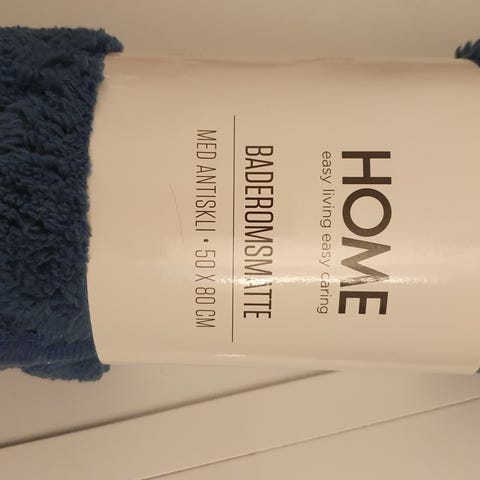 HOME
easy living easy caring
BADEROMSMATTE
MED ANTISKLI • 50 X 80 CM